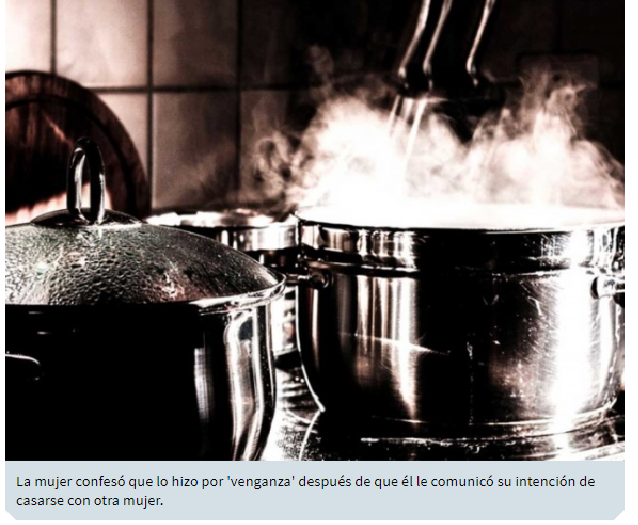 La mujer confesó que lo hizo por 'venganza' después de que él le comunicó su intención de
casarse con otra mujer.